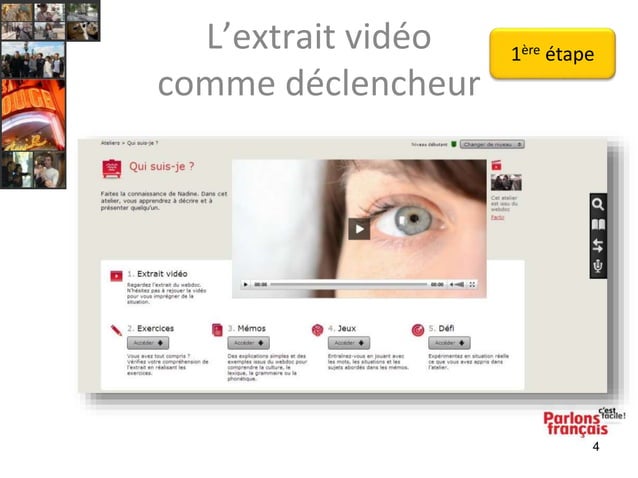 L'extrait vidéo
comme déclencheur
1ère étape
OUGE
Ateliers > Qui suis-je ?
Niveau débutant
Changer de niveau
Qui suis-je ?
Faites la connaissance de Nadine. Dans cet
atelier, vous apprendrez à décrire et à
présenter quelqu'un.
Cet atelier
est issu du
webdoc
1. Extrait vidéo
Regardez l'extrait du webdoc.
N'hésitez pas à rejouer la vidéo
pour vous imprégner de la
situation.
00:00
00:00
2. Exercices
Accéder
Vous avez tout compris ?
Vérifiez votre compréhension de
l'extrait en réalisant les
exercices.
3. Mémos
Accéder
Des explications simples et des
exemples issus du webdoc pour
comprendre la culture, le
lexique, la grammaire ou la
phonétique.
4. Jeux
Accéder
Entraînez-vous en jouant avec
les mots, les situations et les
sujets abordés dans les mémos.
5. Défi
Accéder
Expérimentez en situation réelle
ce que vous avez appris dans
l'atelier.
Parlons
français
c'est
facile !
4